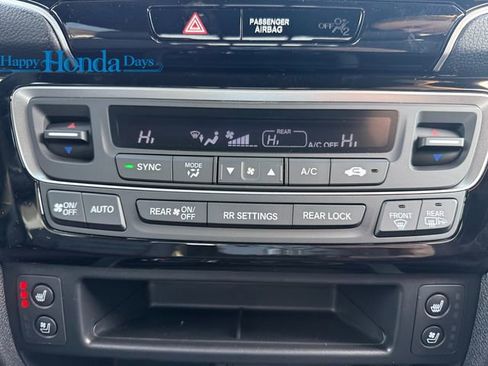 PASSENGER
AIRBAG
OFF
Happy Honda Days
REAR
Hi Hi A/C OFF Hi
SYNC MODE A/C
ON/OFF AUTO REAR ON/OFF RR SETTINGS REAR LOCK FRONT REAR